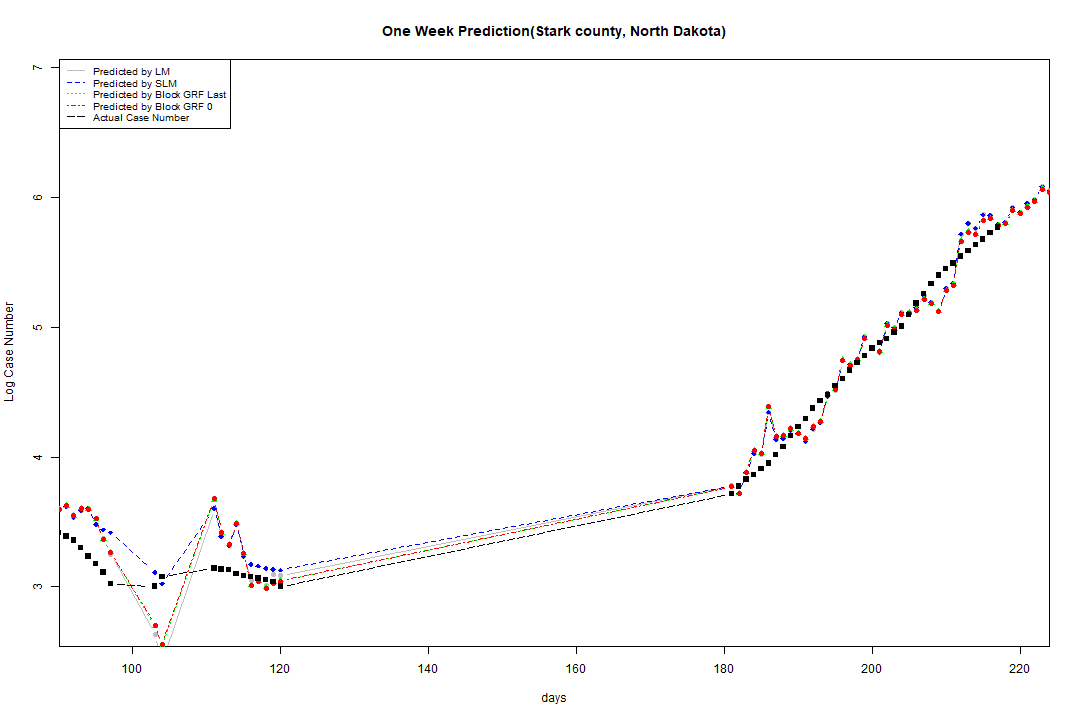 One Week Prediction(Stark county, North Dakota)
Predicted by LM
Predicted by SLM
Predicted by Block GRF Last
Predicted by Block GRF 0
Actual Case Number
7
6
5
4
3
Log Case Number
100 120 140 160 180 200 220
days